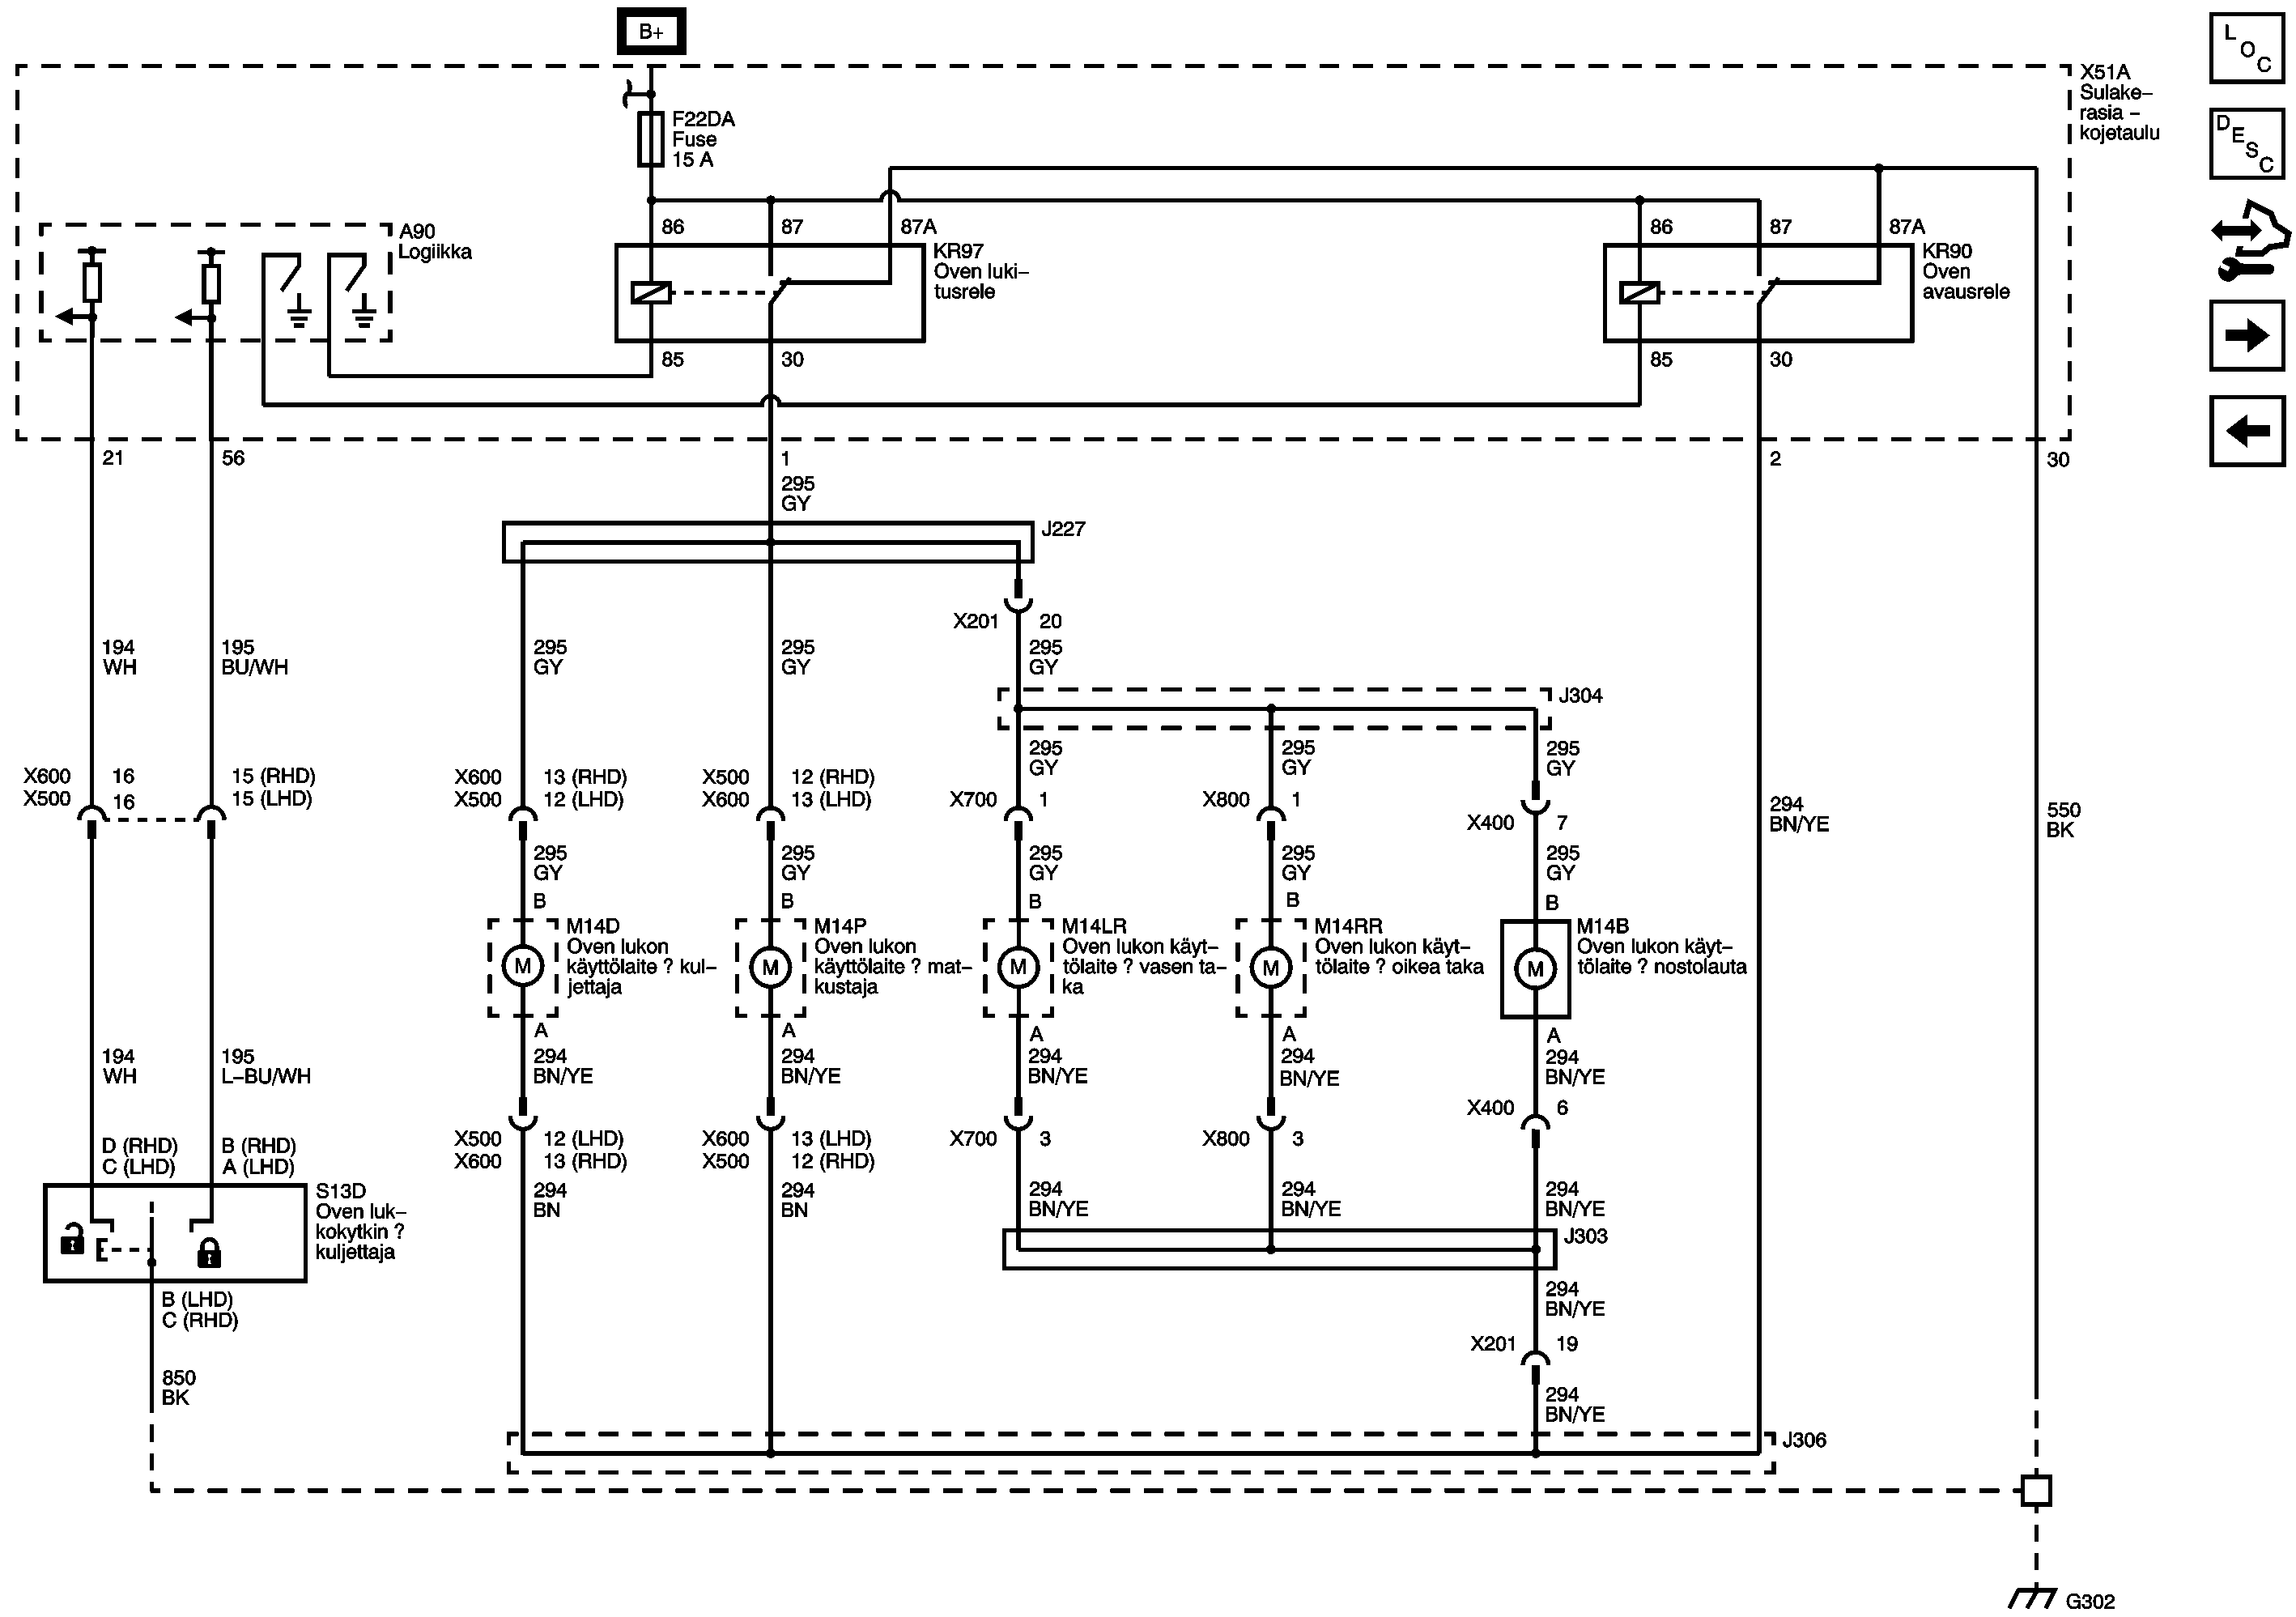 B+
L
O
C
X51A
Sulake–
rasia –
kojetaulu
F22DA
Fuse
15 A
D
E
S
C
86
87
87A
86
87
87A
A90
Logiikka
KR97
Oven luki–
tusrele
KR90
Oven
avausrele
85
30
85
30
21
56
1
2
30
295
GY
J227
X201
20
194
WH
195
BU/WH
295
GY
295
GY
295
GY
J304
295
GY
295
GY
295
GY
X600
16
15 (RHD)
X500
16
15 (LHD)
X600
13 (RHD)
X500
12 (LHD)
X500
12 (RHD)
X600
13 (LHD)
X700
1
X800
1
X400
7
294
BN/YE
550
BK
295
GY
295
GY
295
GY
295
GY
295
GY
B
B
B
B
B
M14D
Oven lukon
käyttölaite ? kul–
jettaja
M
M14P
Oven lukon
käyttölaite ? mat–
kustaja
M
M14LR
Oven lukon käyt–
tölaite ? vasen ta–
ka
M
M14RR
Oven lukon käyt–
tölaite ? oikea taka
M
M14B
Oven lukon käyt–
tölaite ? nostolauta
M
A
A
A
A
A
194
WH
195
L–BU/WH
294
BN/YE
294
BN/YE
294
BN/YE
294
BN/YE
294
BN/YE
X400
6
D (RHD)
C (LHD)
B (RHD)
A (LHD)
X500
12 (LHD)
X600
13 (RHD)
X600
13 (LHD)
X500
12 (RHD)
X700
3
X800
3
S13D
Oven luk–
kokytkin ?
kuljettaja
294
BN
294
BN
294
BN/YE
294
BN/YE
294
BN/YE
J303
B (LHD)
C (RHD)
294
BN/YE
X201
19
850
BK
294
BN/YE
J306
G302